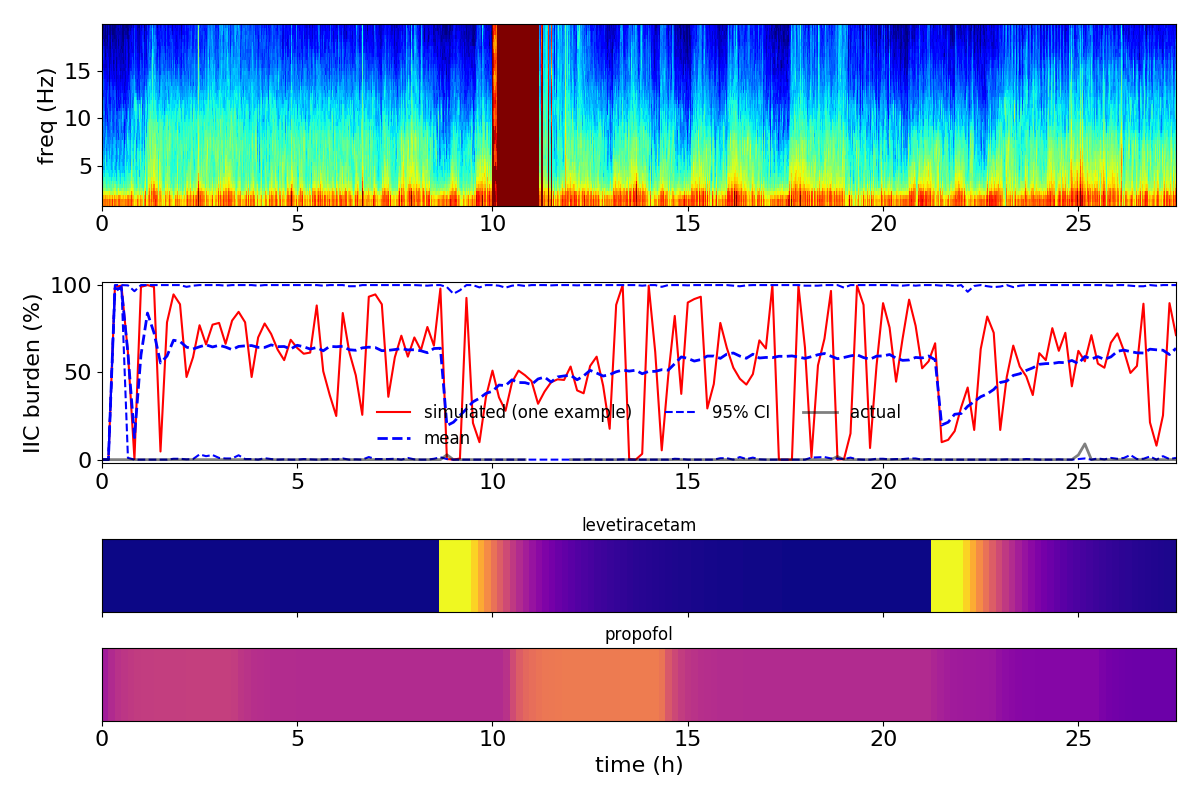 freq (Hz)
15
10
5
0 5 10 15 20 25
IIC burden (%)
100
50
0
simulated (one example) 95% CI actual
mean
0 5 10 15 20 25
levetiracetam
propofol
0 5 10 15 20 25
time (h)